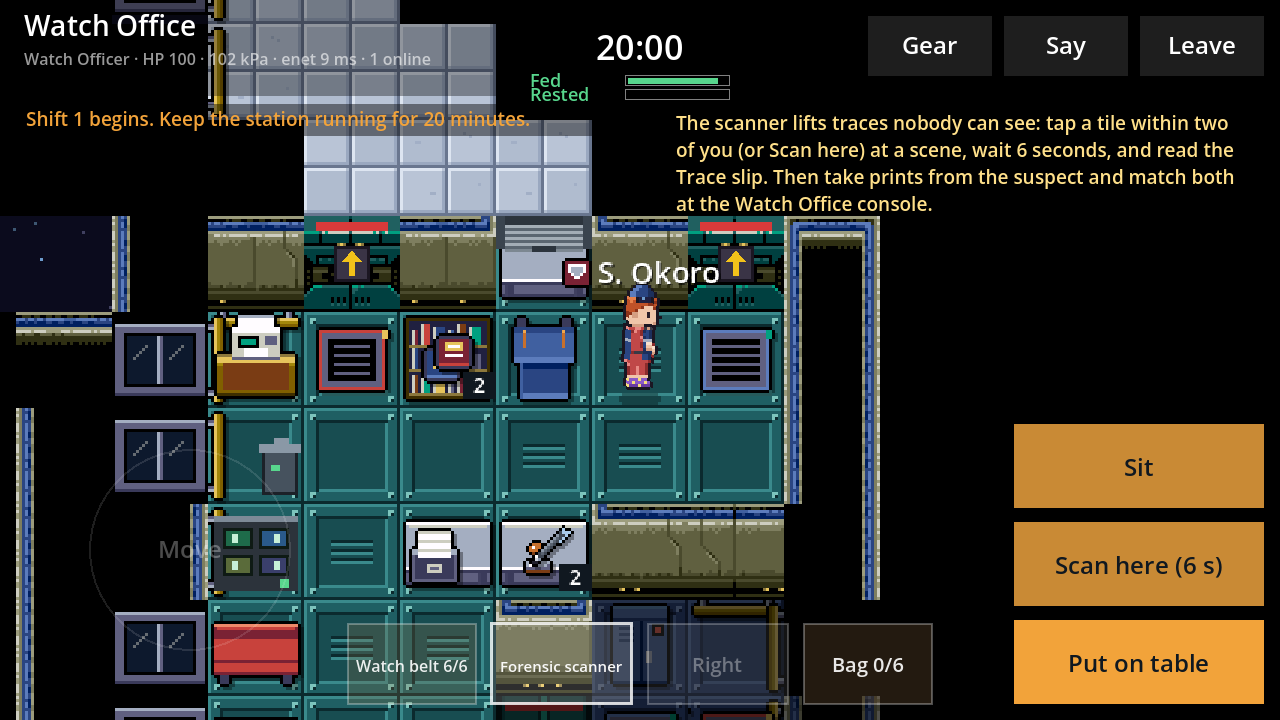 Watch Office
Watch Officer · HP 100 · 102 kPa · enet 9 ms · 1 online
20:00
Fed
Rested
Gear
Say
Leave
Shift 1 begins. Keep the station running for 20 minutes.
The scanner lifts traces nobody can see: tap a tile within two
of you (or Scan here) at a scene, wait 6 seconds, and read the
Trace slip. Then take prints from the suspect and match both
at the Watch Office console.
S. Okoro
2
Move
2
Sit
Scan here (6 s)
Put on table
Watch belt 6/6
Forensic scanner
Right
Bag 0/6